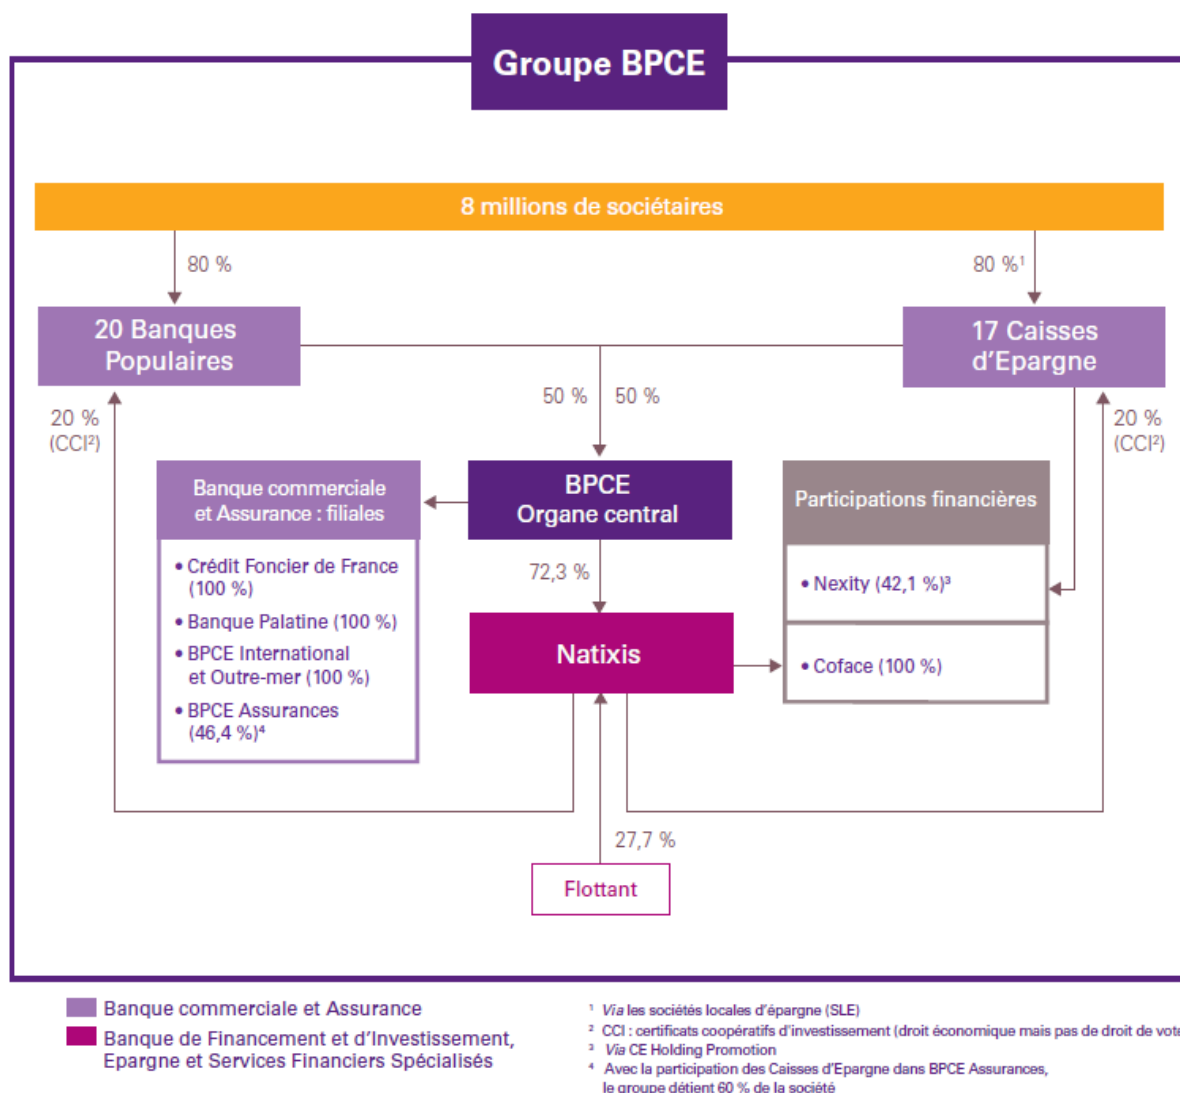 Groupe BPCE
8 millions de sociétaires
80 %
80 %¹
20 Banques
Populaires
17 Caisses
d'Epargne
50 %
50 %
20 %
(CCI²)
20 %
(CCI²)
Banque commerciale
et Assurance : filiales
BPCE
Organe central
Participations financières
• Crédit Foncier de France
(100 %)
• Banque Palatine (100 %)
• BPCE International
et Outre-mer (100 %)
• BPCE Assurances
(46,4 %)⁴
72,3 %
Natixis
• Nexity (42,1 %)³
• Coface (100 %)
27,7 %
Flottant
Banque commerciale et Assurance
Banque de Financement et d'Investissement,
Epargne et Services Financiers Spécialisés
¹ Via les sociétés locales d'épargne (SLE)
² CCI : certificats coopératifs d'investissement (droit économique mais pas de droit de vote
³ Via CE Holding Promotion
⁴ Avec la participation des Caisses d'Epargne dans BPCE Assurances,
le groupe détient 60 % de la société